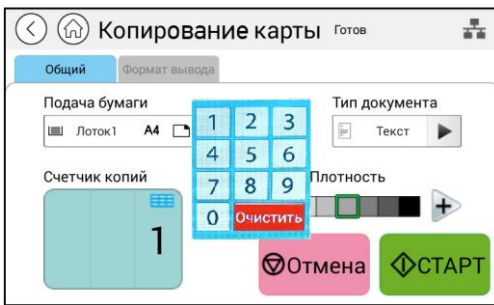 Копирование карты Готов
Общий Формат вывода
Подача бумаги Тип документа
Лоток1 A4 Текст
1 2 3
4 5 6
Счетчик копий Плотность
7 8 9
0 Очистить
1
Отмена СТАРТ